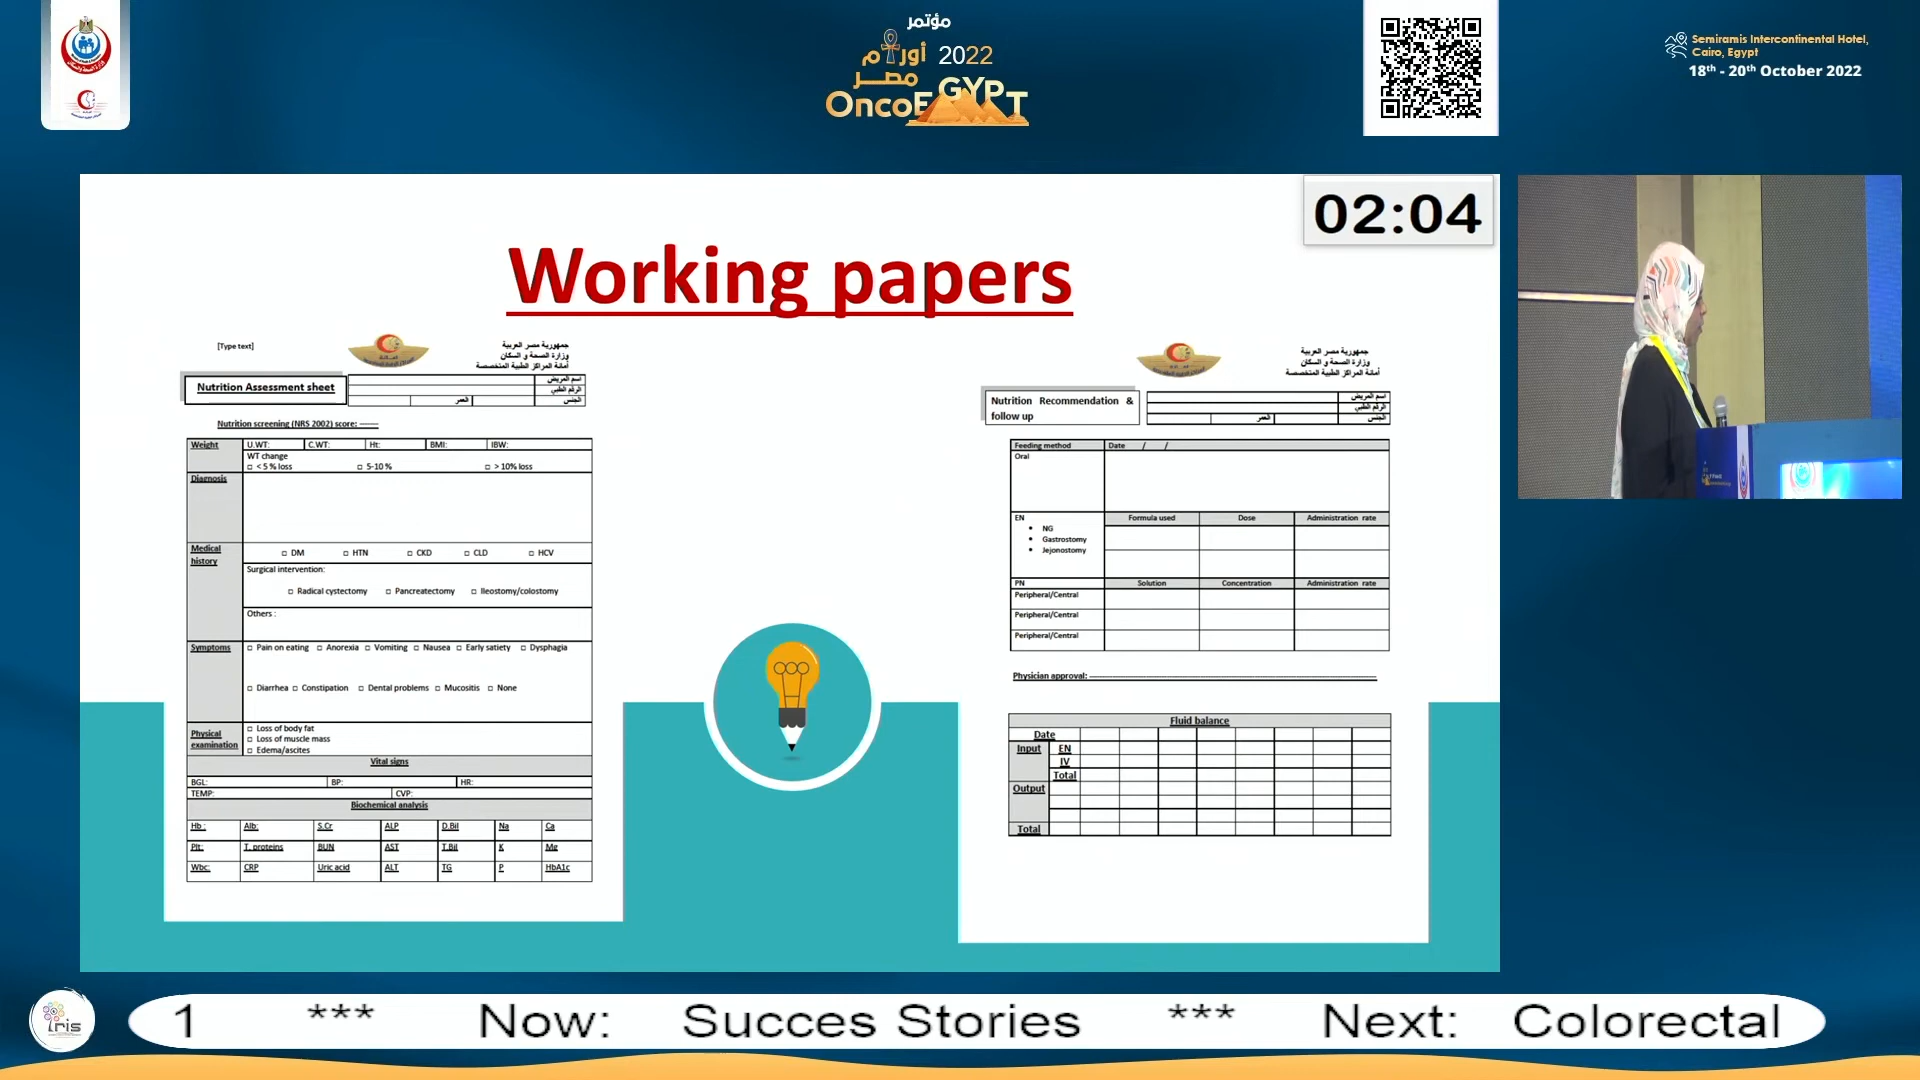 مؤتمر
أورام 2022
مصر
OncoEGYPT
Semiramis Intercontinental Hotel,
Cairo, Egypt
18th - 20th October 2022
02:04
Working papers
[Type text]
جمهورية مصر العربية
وزارة الصحة و السكان
أمانة المراكز الطبية المتخصصة
Nutrition Assessment sheet
اسم المريض
الرقم الطبي
الجنس
العمر
Nutrition screening (NRS 2002) score: ——
Weight
U.WT: C.WT: Ht: BMI: IBW:
WT change
□ < 5 % loss □ 5-10 % □ > 10% loss
Diagnosis
Medical history
□ DM □ HTN □ CKD □ CLD □ HCV
Surgical intervention:
□ Radical cystectomy □ Pancreatectomy □ Ileostomy/colostomy
Others :
Symptoms
□ Pain on eating □ Anorexia □ Vomiting □ Nausea □ Early satiety □ Dysphagia
□ Diarrhea □ Constipation □ Dental problems □ Mucositis □ None
Physical examination
□ Loss of body fat
□ Loss of muscle mass
□ Edema/ascites
Vital signs
BGL: BP: HR:
TEMP: CVP:
Biochemical analysis
Hb : Alb: S.Cr ALP D.Bil Na Ca
Plt: T. proteins BUN AST T.Bil K Mg
Wbc: CRP Uric acid ALT TG P HbA1c
جمهورية مصر العربية
وزارة الصحة و السكان
أمانة المراكز الطبية المتخصصة
Nutrition Recommendation &
follow up
اسم المريض
الرقم الطبي
الجنس
العمر
Feeding method Date / /
Oral
EN Formula used Dose Administration rate
• NG
• Gastrostomy
• Jejonostomy
PN Solution Concentration Administration rate
Peripheral/Central
Peripheral/Central
Peripheral/Central
Physician approval:
Fluid balance
Date
Input EN
IV
Total
Output
Total
iris
1 *** Now: Succes Stories *** Next: Colorectal